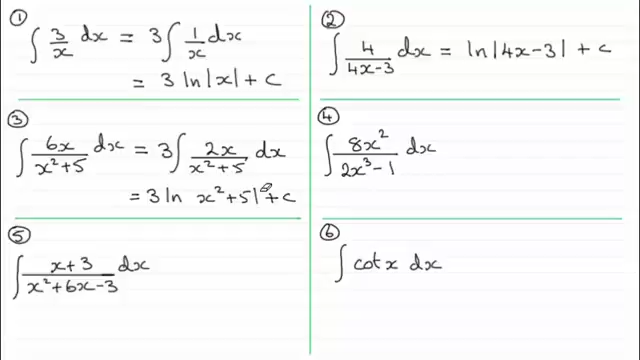 ①
∫ 3/x dx = 3 ∫ 1/x dx
= 3 ln|x| + c
②
∫ 4/(4x-3) dx = ln|4x-3| + c
③
∫ 6x/(x²+5) dx = 3 ∫ 2x/(x²+5) dx
= 3 ln x²+5| + c
④
∫ 8x²/(2x³-1) dx
⑤
∫ x+3/(x²+6x-3) dx
⑥
∫ cot x dx